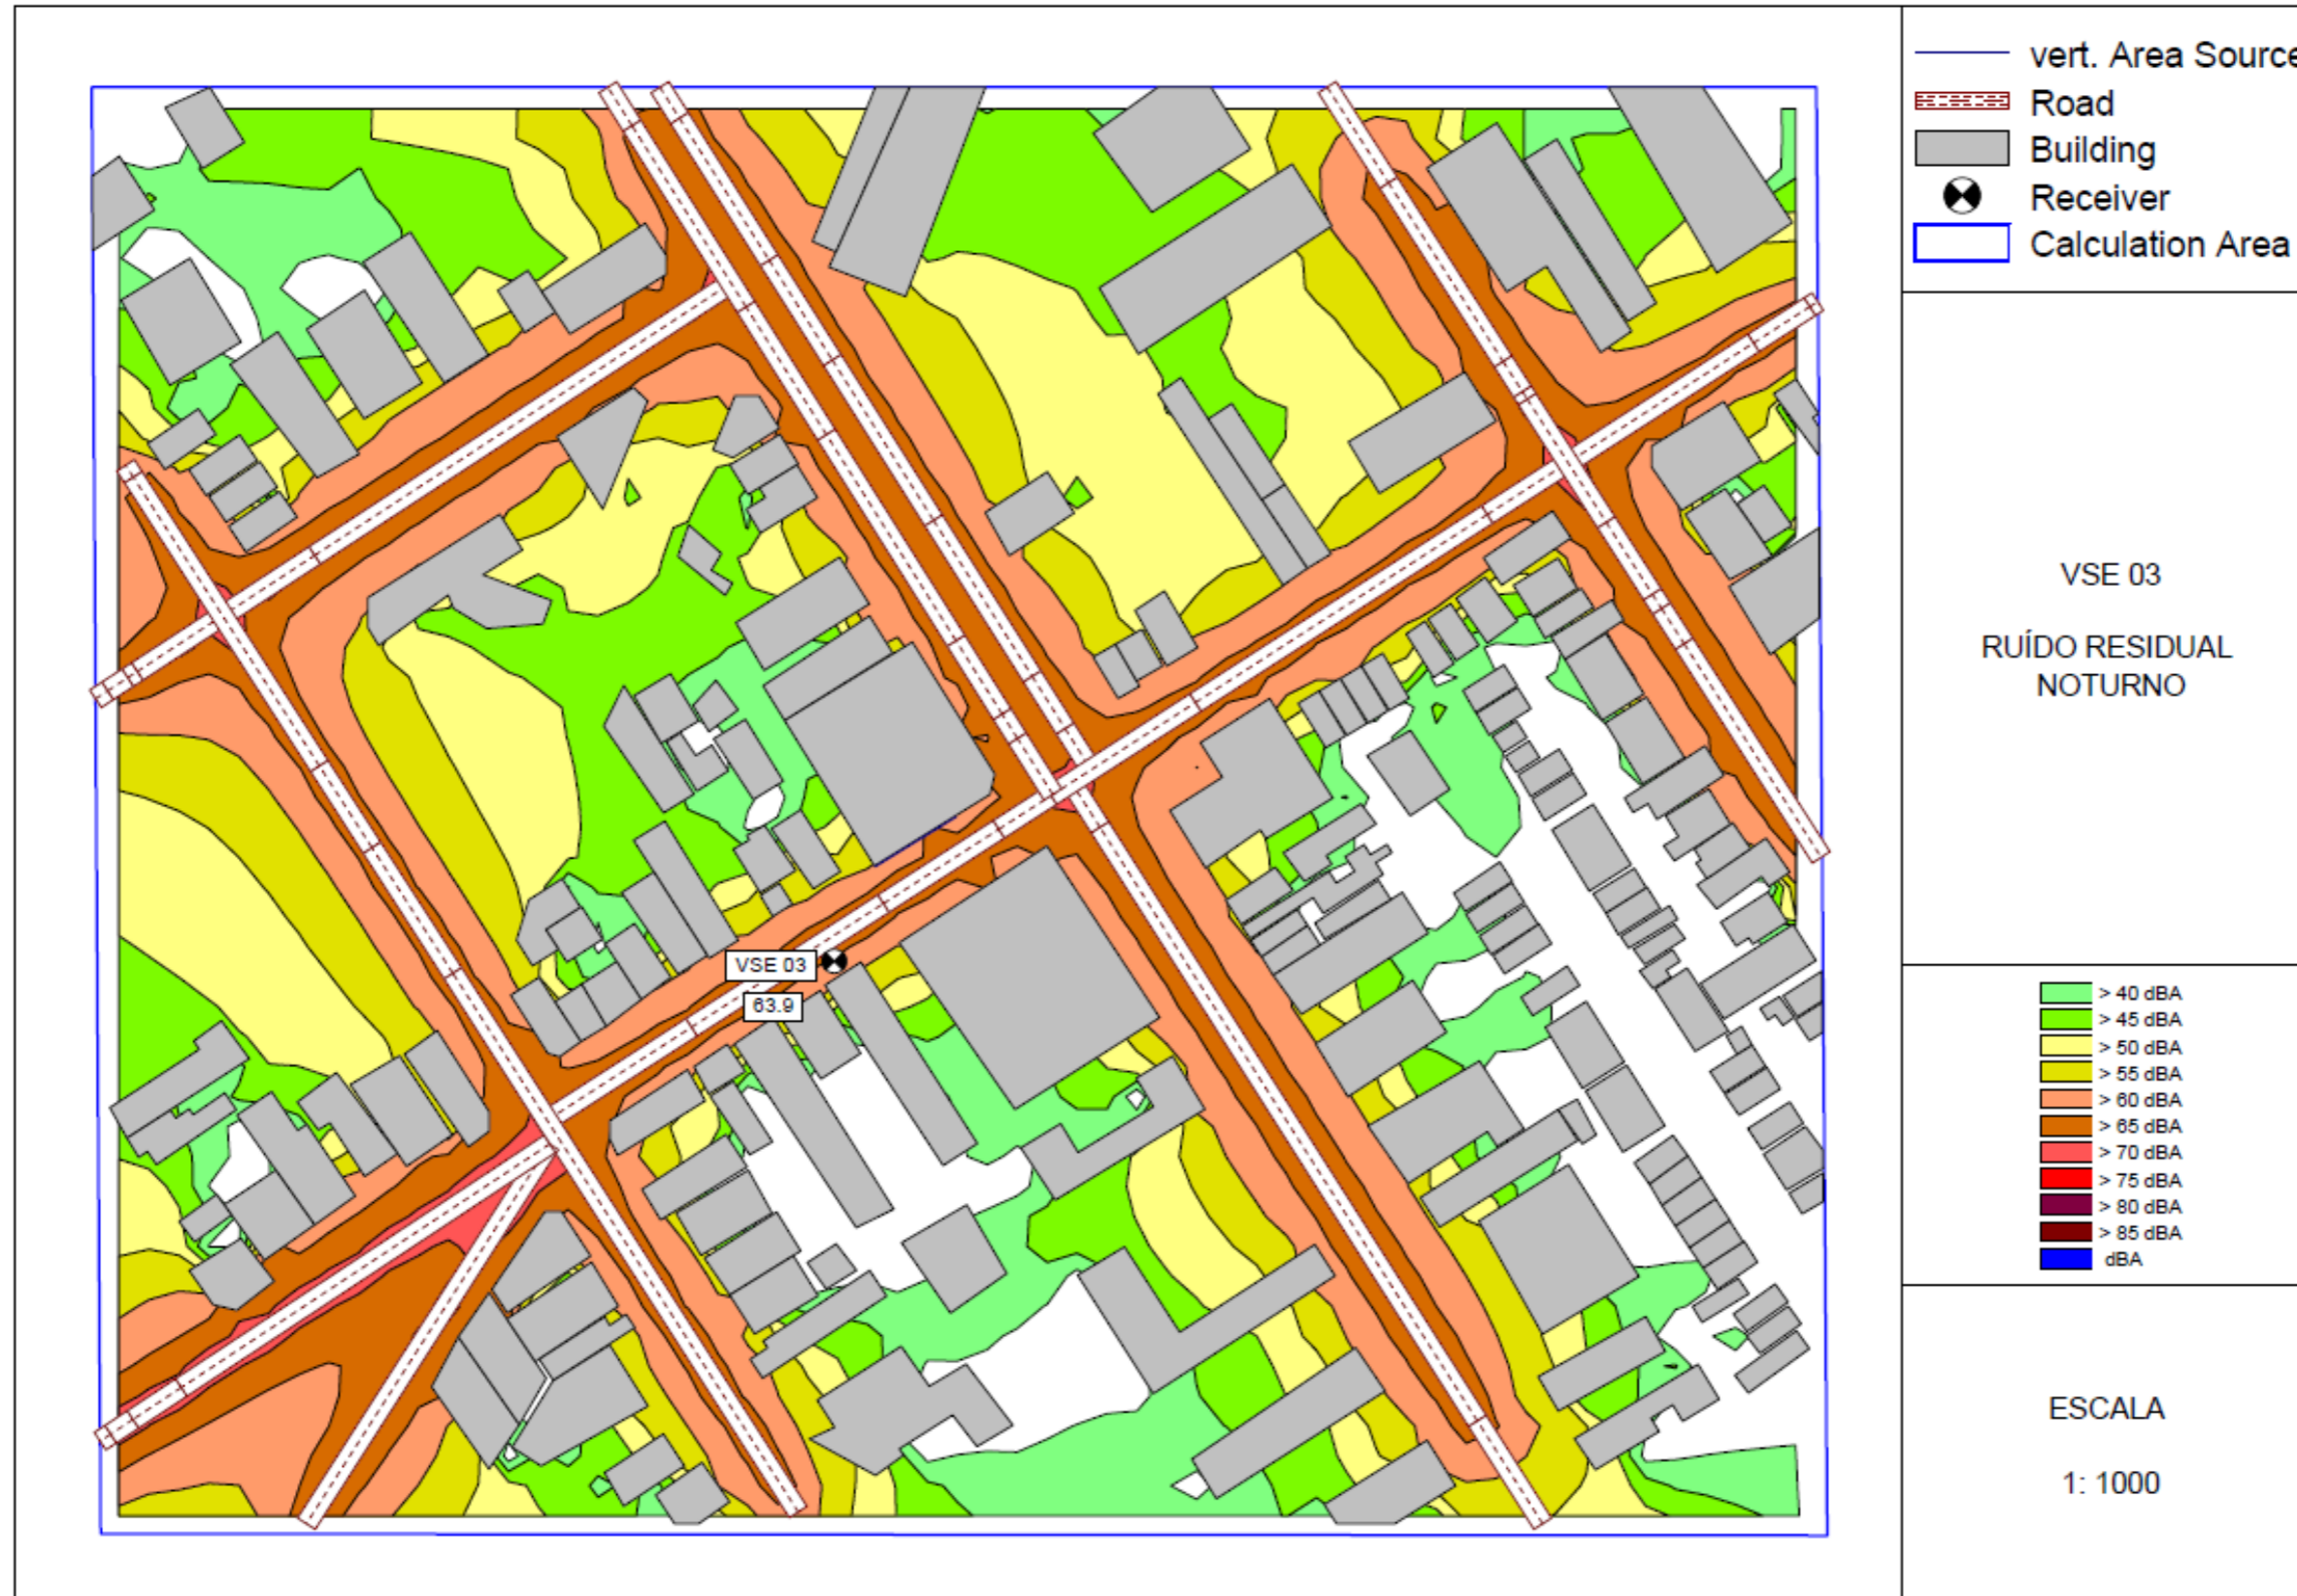 vert. Area Source
Road
Building
Receiver
Calculation Area
VSE 03
RUÍDO RESIDUAL
NOTURNO
VSE 03
63.9
> 40 dBA
> 45 dBA
> 50 dBA
> 55 dBA
> 60 dBA
> 65 dBA
> 70 dBA
> 75 dBA
> 80 dBA
> 85 dBA
dBA
ESCALA
1: 1000